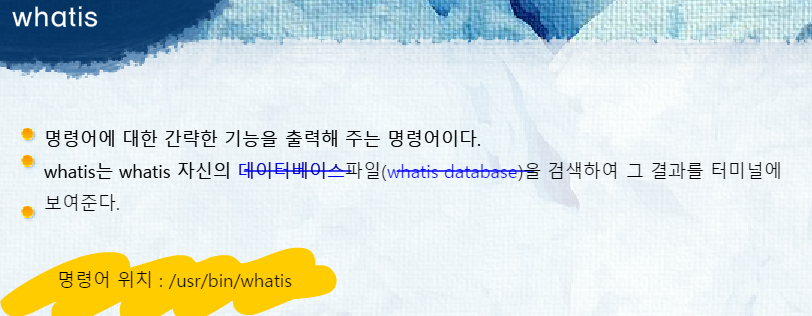 whatis
명령어에 대한 간략한 기능을 출력해 주는 명령어이다.
whatis는 whatis 자신의 데이터베이스파일(whatis database)을 검색하여 그 결과를 터미널에
보여준다.
명령어 위치 : /usr/bin/whatis